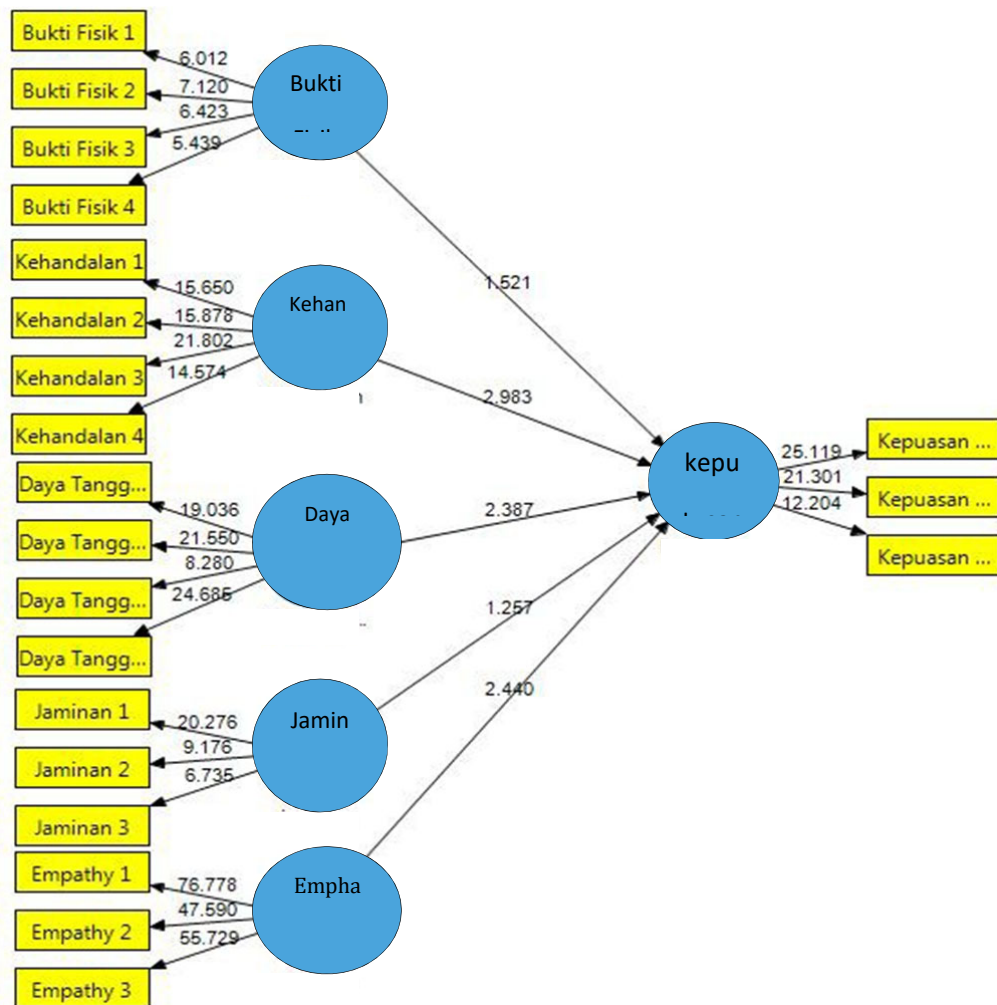 Bukti Fisik 1
Bukti Fisik 2
Bukti Fisik 3
Bukti Fisik 4
6.012
7.120
6.423
5.439
Bukti
Kehandalan 1
Kehandalan 2
Kehandalan 3
Kehandalan 4
15.650
15.878
21.802
14.574
Kehan
Daya Tangg...
Daya Tangg...
Daya Tangg...
Daya Tangg...
19.036
21.550
8.280
24.685
Daya
Jaminan 1
Jaminan 2
Jaminan 3
20.276
9.176
6.735
Jamin
Empathy 1
Empathy 2
Empathy 3
76.778
47.590
55.729
Empha
1.521
2.983
2.387
1.257
2.440
kepu
25.119
21.301
12.204
Kepuasan ...
Kepuasan ...
Kepuasan ...